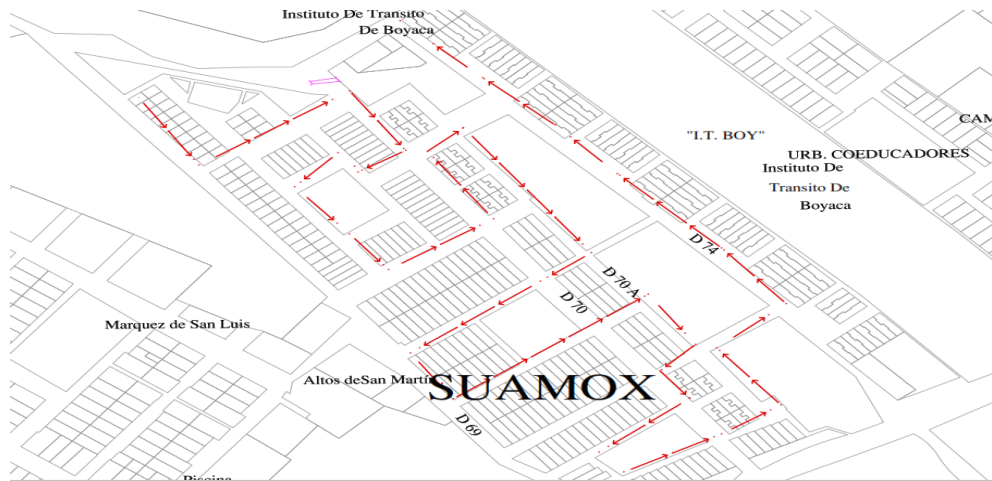 Instituto De Transito
De Boyaca
CAM
"I.T. BOY"
URB. COEDUCADORES
Instituto De
Transito De
Boyaca
D 74
D 70 A
D 70
Marquez de San Luis
Altos deSan Martín
SUAMOX
D 69
Piscina